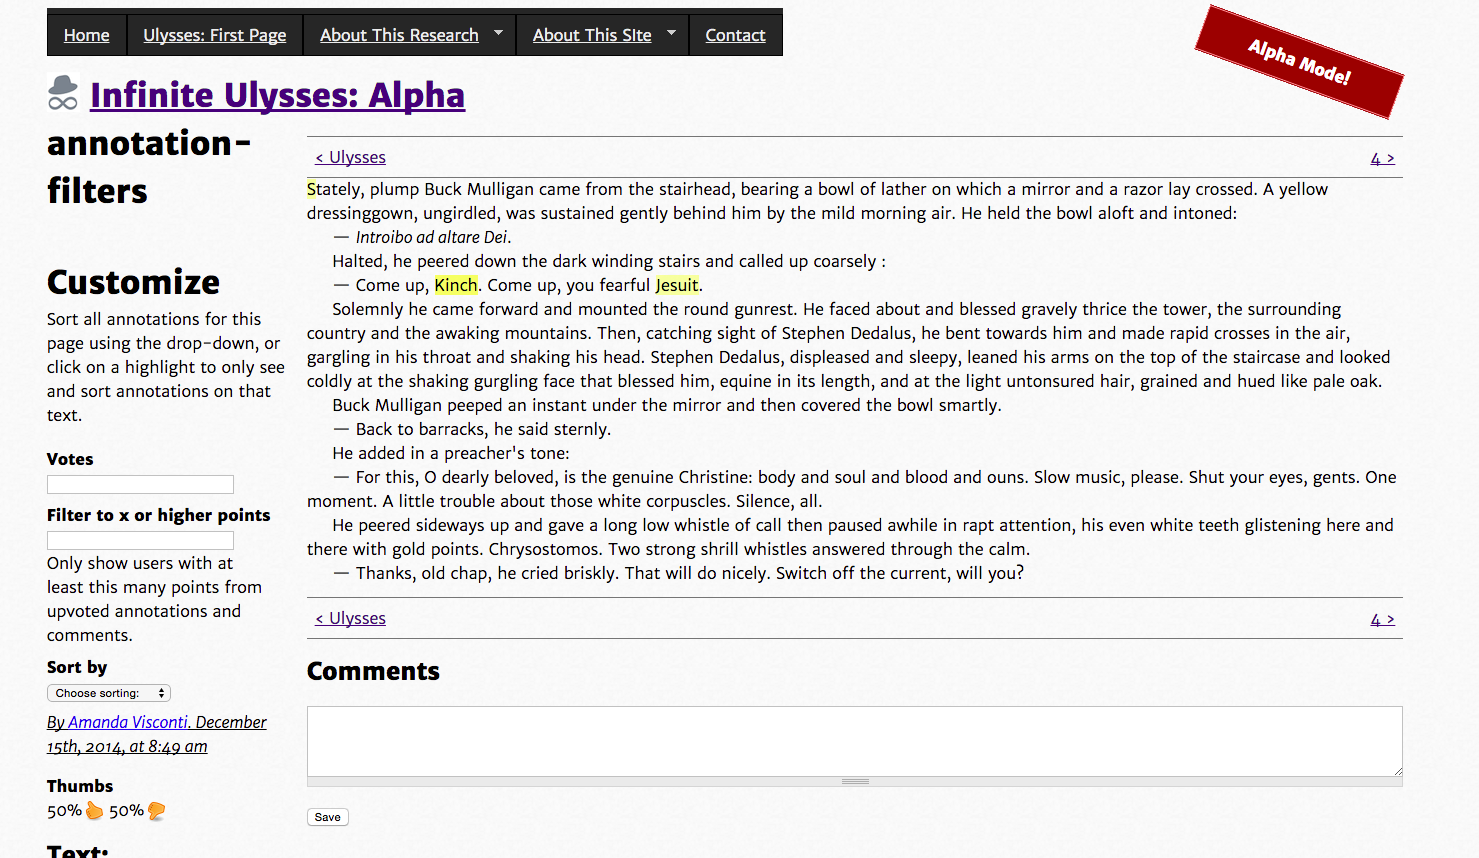 Home
Ulysses: First Page
About This Research
About This SIte
Contact
Alpha Mode!
Infinite Ulysses: Alpha
annotation-
filters
Customize
Sort all annotations for this
page using the drop-down, or
click on a highlight to only see
and sort annotations on that
text.
Votes
Filter to x or higher points
Only show users with at
least this many points from
upvoted annotations and
comments.
Sort by
Choose sorting:
By Amanda Visconti. December
15th, 2014, at 8:49 am
Thumbs
50% 50%
Text:
< Ulysses
4 >
Stately, plump Buck Mulligan came from the stairhead, bearing a bowl of lather on which a mirror and a razor lay crossed. A yellow
dressinggown, ungirdled, was sustained gently behind him by the mild morning air. He held the bowl aloft and intoned:
— Introibo ad altare Dei.
Halted, he peered down the dark winding stairs and called up coarsely :
— Come up, Kinch. Come up, you fearful Jesuit.
Solemnly he came forward and mounted the round gunrest. He faced about and blessed gravely thrice the tower, the surrounding
country and the awaking mountains. Then, catching sight of Stephen Dedalus, he bent towards him and made rapid crosses in the air,
gargling in his throat and shaking his head. Stephen Dedalus, displeased and sleepy, leaned his arms on the top of the staircase and looked
coldly at the shaking gurgling face that blessed him, equine in its length, and at the light untonsured hair, grained and hued like pale oak.
Buck Mulligan peeped an instant under the mirror and then covered the bowl smartly.
— Back to barracks, he said sternly.
He added in a preacher's tone:
— For this, O dearly beloved, is the genuine Christine: body and soul and blood and ouns. Slow music, please. Shut your eyes, gents. One
moment. A little trouble about those white corpuscles. Silence, all.
He peered sideways up and gave a long low whistle of call then paused awhile in rapt attention, his even white teeth glistening here and
there with gold points. Chrysostomos. Two strong shrill whistles answered through the calm.
— Thanks, old chap, he cried briskly. That will do nicely. Switch off the current, will you?
< Ulysses
4 >
Comments
Save